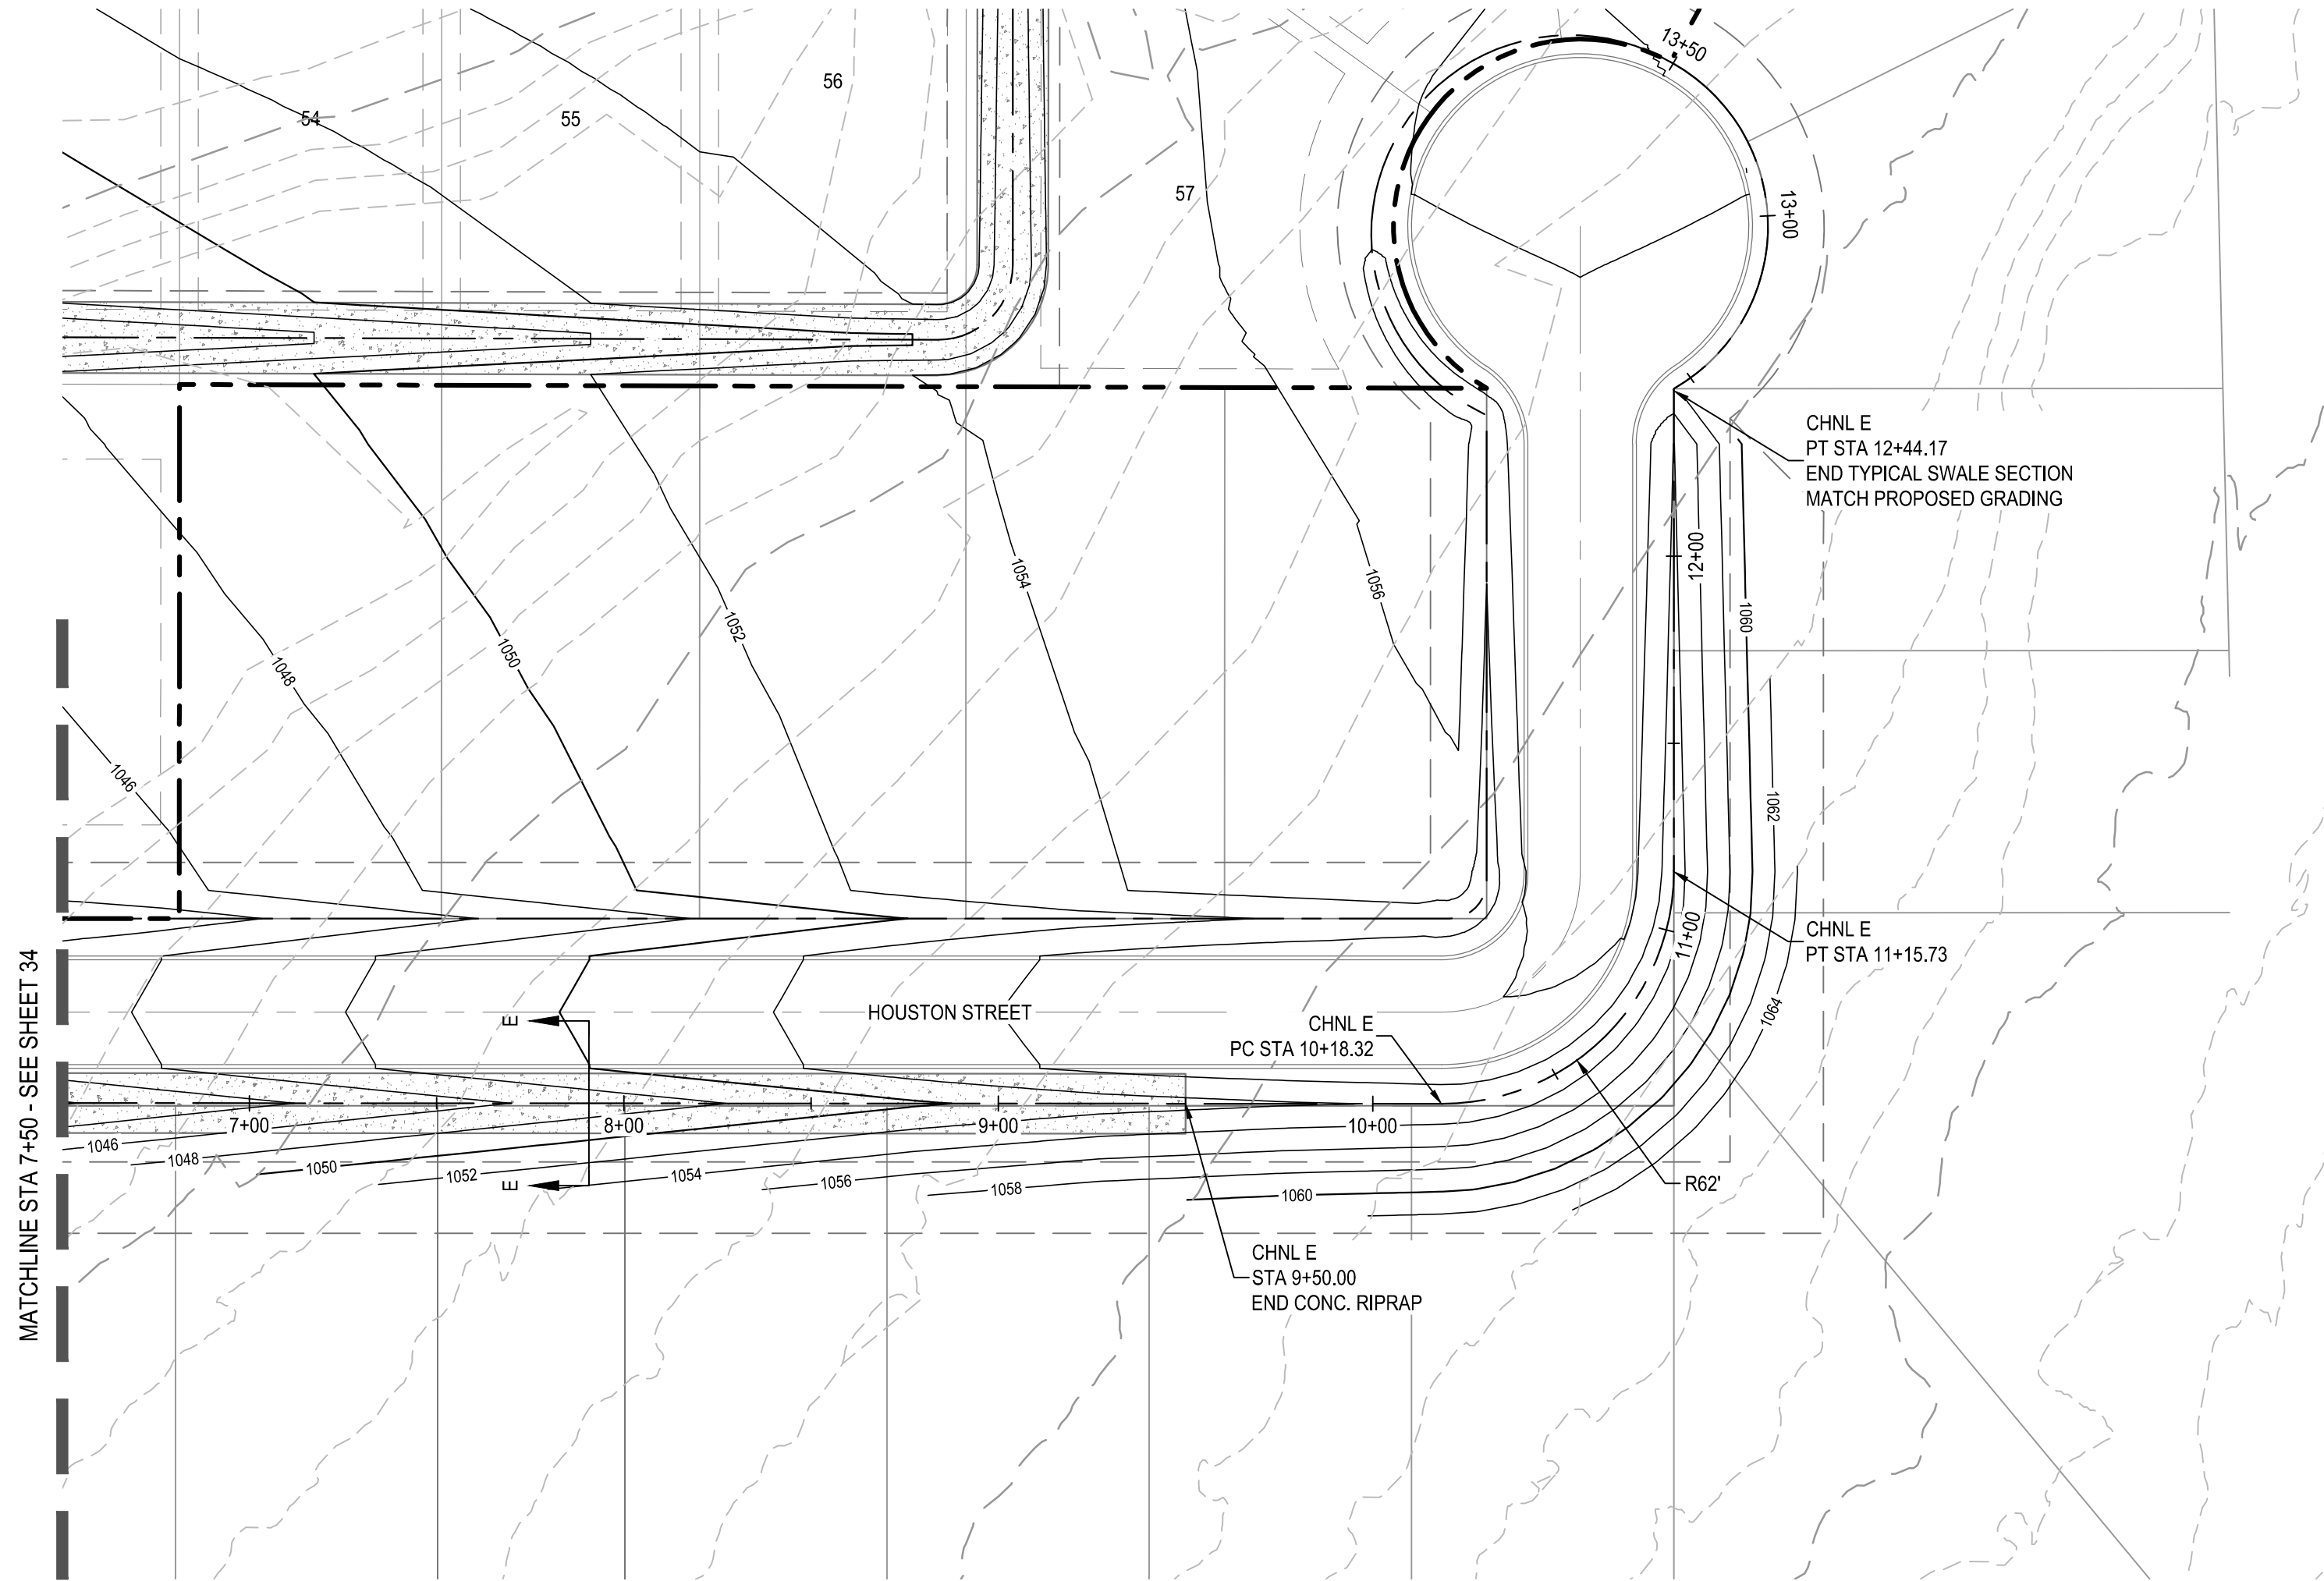 13+50
56
54
55
57
13+00
CHNL E
PT STA 12+44.17
END TYPICAL SWALE SECTION
MATCH PROPOSED GRADING
12+00
1054
1056
1060
1052
1050
1048
1046
1062
CHNL E
PT STA 11+15.73
11+00
MATCHLINE STA 7+50 - SEE SHEET 34
HOUSTON STREET
E
CHNL E
PC STA 10+18.32
1064
7+00
8+00
9+00
10+00
1046
1048
1050
1052
1054
1056
1058
1060
E
R62'
CHNL E
STA 9+50.00
END CONC. RIPRAP